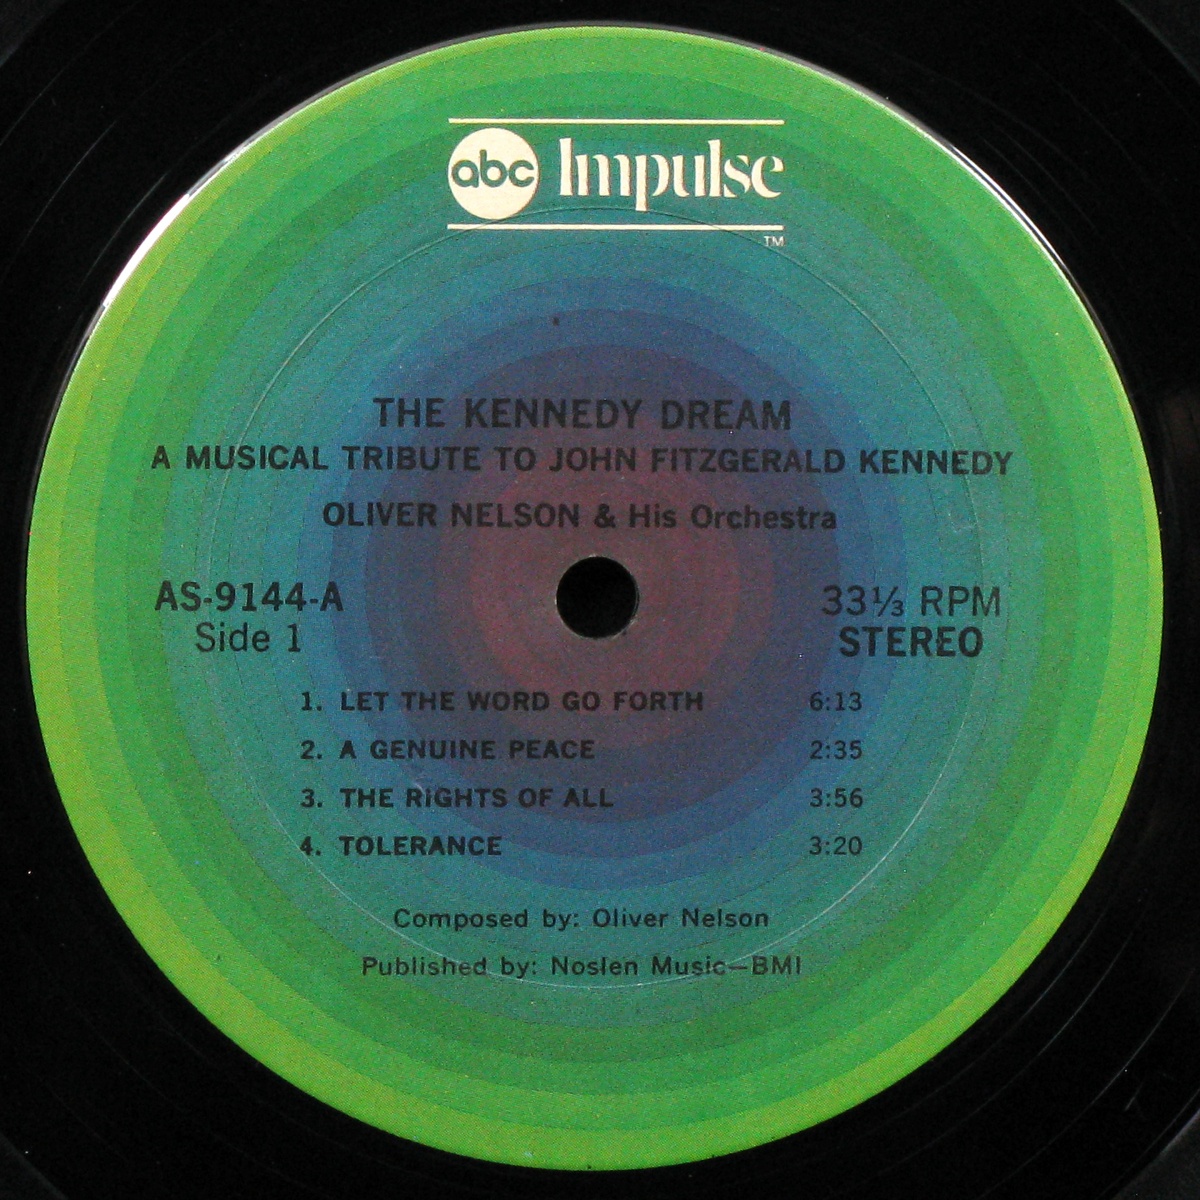 abc Impulse
TM
THE KENNEDY DREAM
A MUSICAL TRIBUTE TO JOHN FITZGERALD KENNEDY
OLIVER NELSON & His Orchestra
AS-9144-A 33⅓ RPM
Side 1 STEREO
1. LET THE WORD GO FORTH 6:13
2. A GENUINE PEACE 2:35
3. THE RIGHTS OF ALL 3:56
4. TOLERANCE 3:20
Composed by: Oliver Nelson
Published by: Noslen Music—BMI